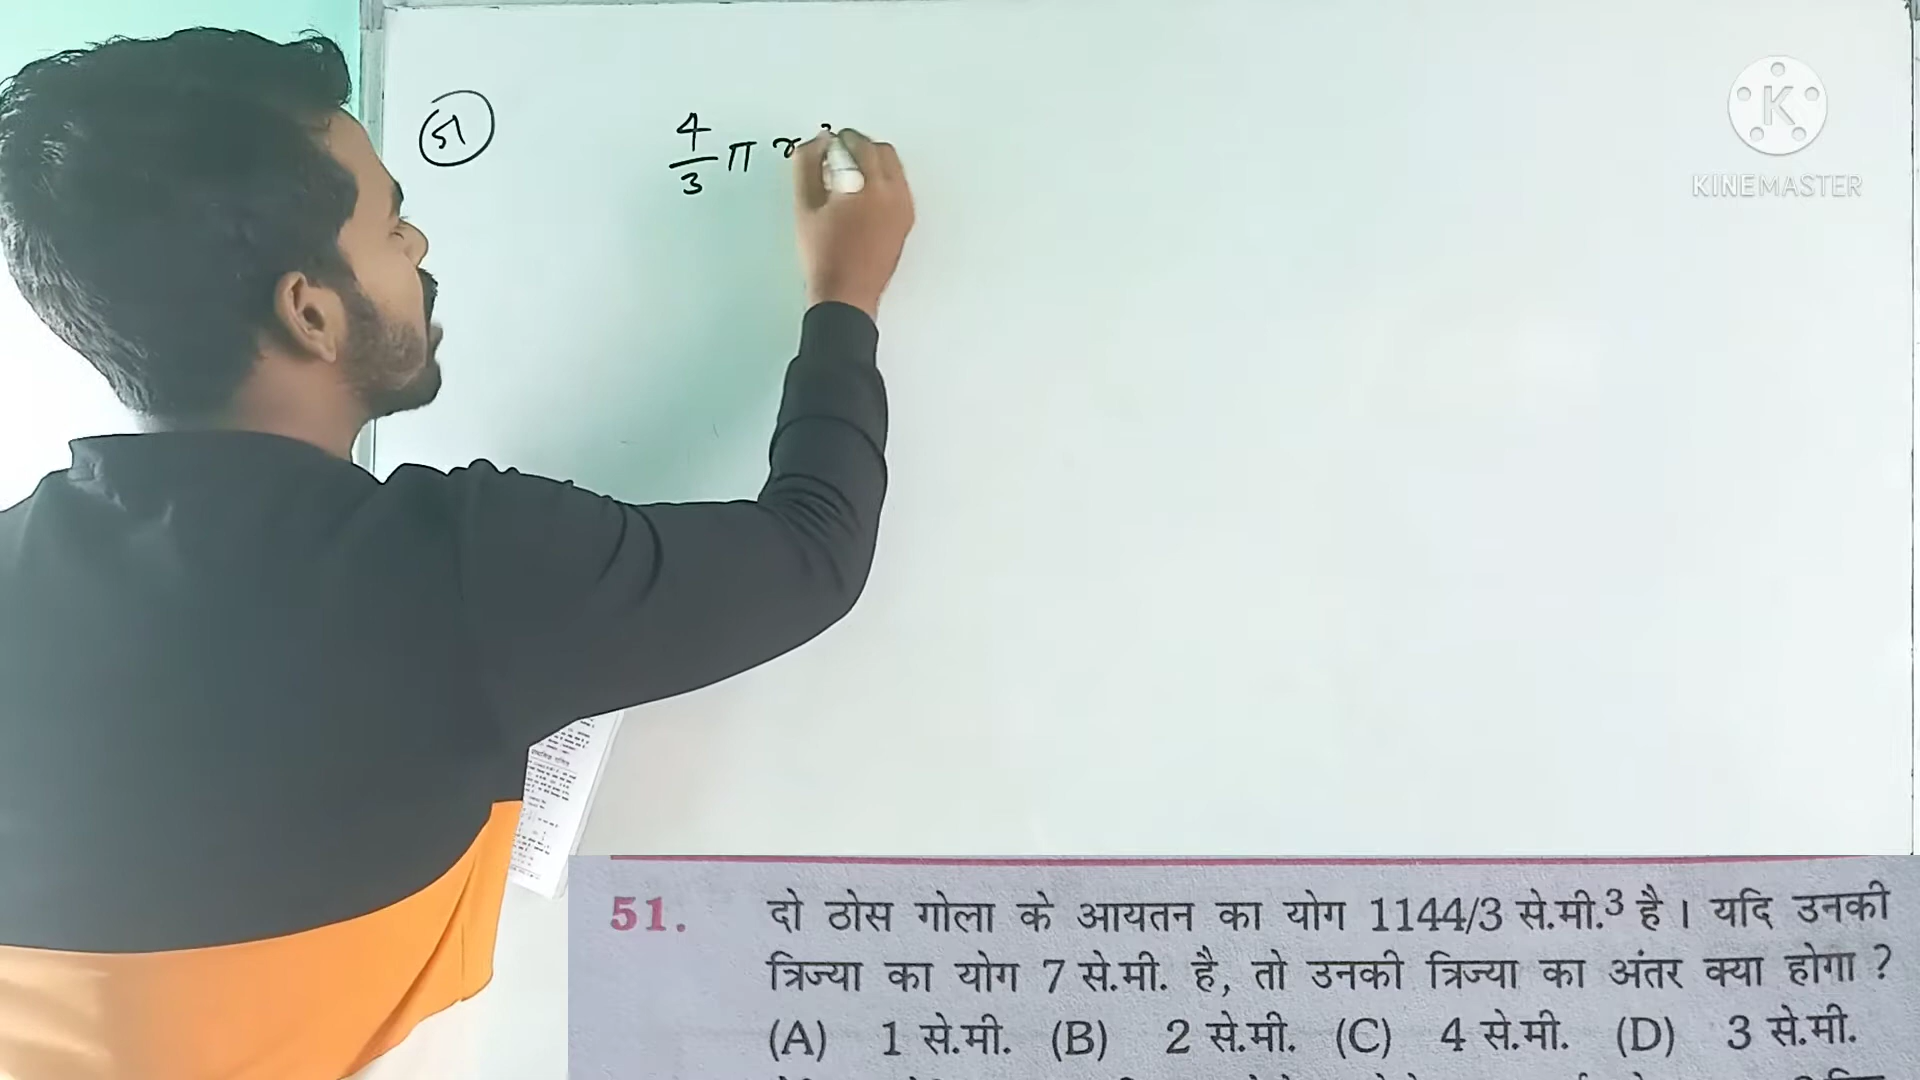 51
4/3 π r
KINEMASTER
51. दो ठोस गोला के आयतन का योग 1144/3 से.मी.³ है । यदि उनकी
त्रिज्या का योग 7 से.मी. है, तो उनकी त्रिज्या का अंतर क्या होगा ?
(A) 1 से.मी. (B) 2 से.मी. (C) 4 से.मी. (D) 3 से.मी.